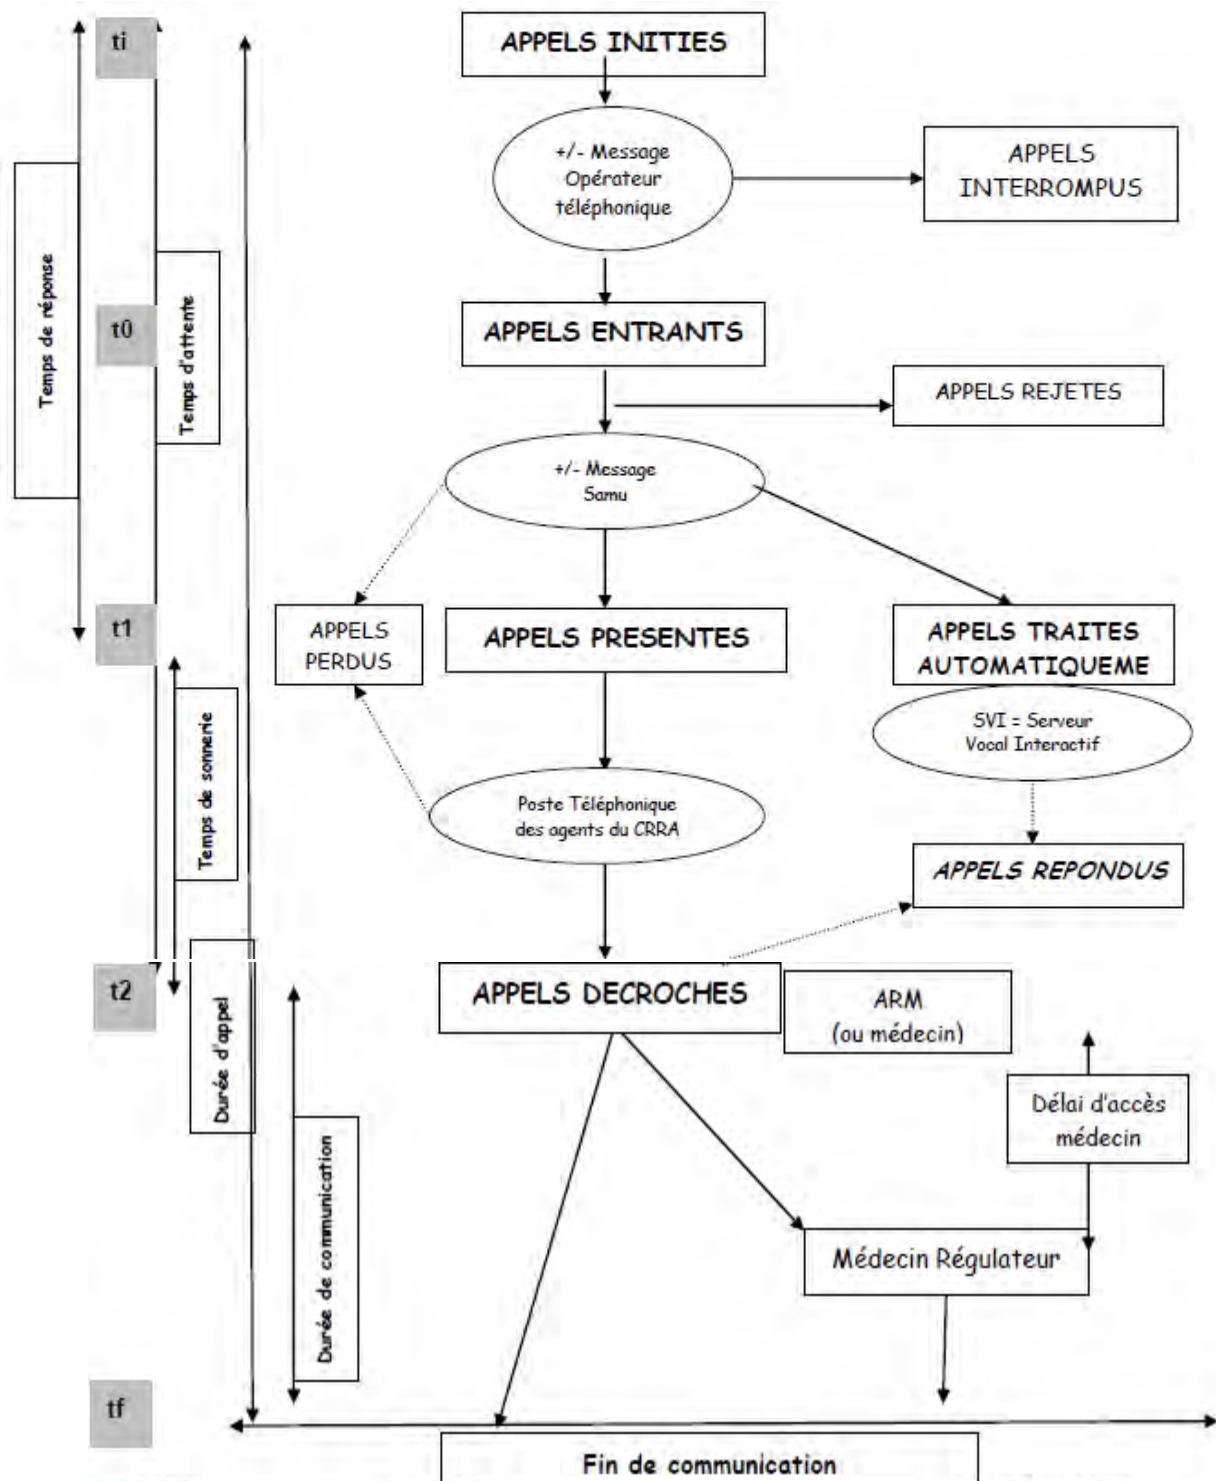 ti
APPELS INITIES
+/- Message
Opérateur
téléphonique
APPELS
INTERROMPUS
Temps de réponse
Temps d'attente
t0
APPELS ENTRANTS
APPELS REJETES
+/- Message
Samu
t1
APPELS
PERDUS
APPELS PRESENTES
APPELS TRAITES
AUTOMATIQUEME
SVI = Serveur
Vocal Interactif
Temps de sonnerie
Poste Téléphonique
des agents du CRRA
APPELS REPONDUS
t2
APPELS DECROCHES
ARM
(ou médecin)
Durée d'appel
Délai d'accès
médecin
Durée de communication
Médecin Régulateur
tf
Fin de communication